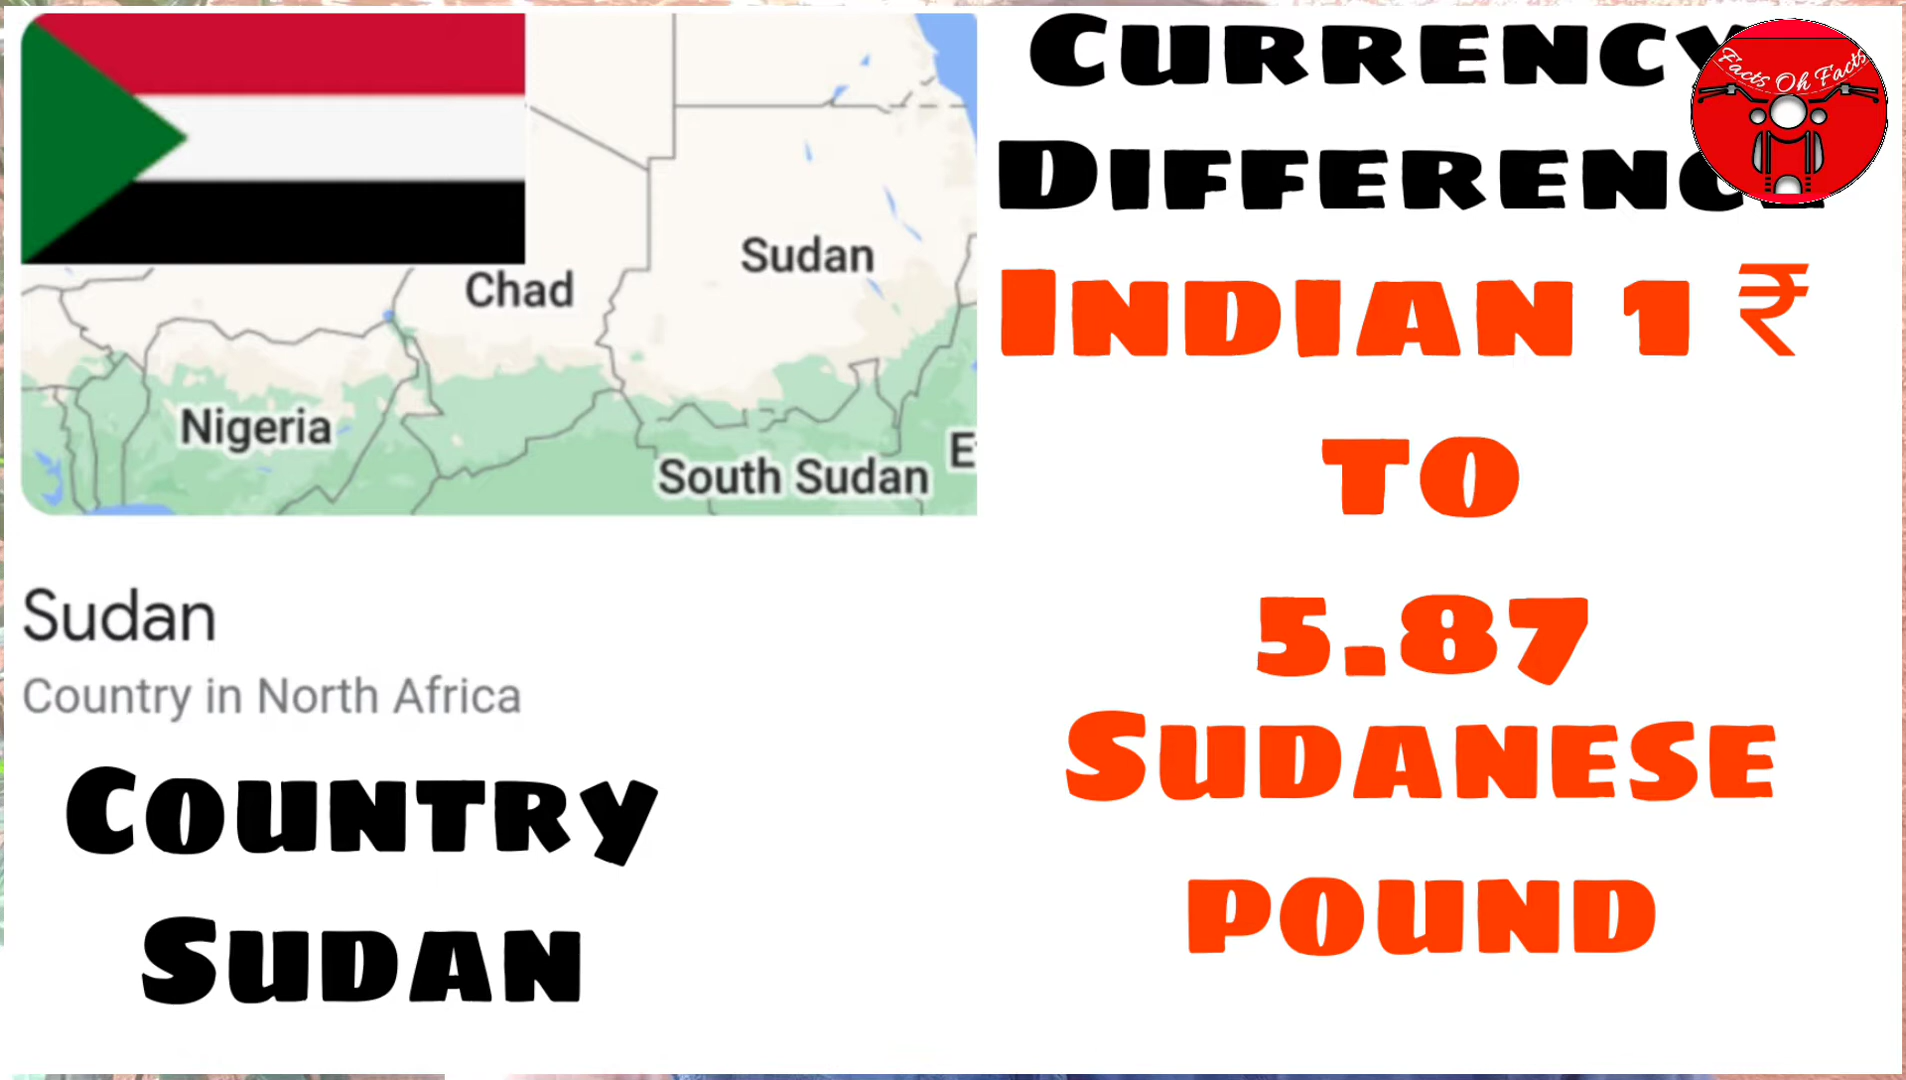 Chad
Sudan
Nigeria
South Sudan
Sudan
Country in North Africa
Country
Sudan
Currency
Difference
Indian 1 ₹
to
5.87
Sudanese
pound
Facts Oh Facts